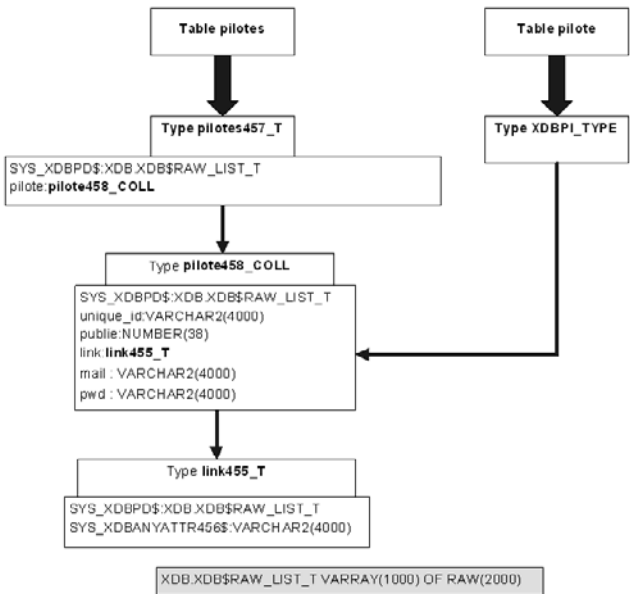 Table pilotes
Table pilote
Type pilotes457_T
Type XDBPI_TYPE
SYS_XDBPD$:XDB.XDB$RAW_LIST_T
pilote:pilote458_COLL
Type pilote458_COLL
SYS_XDBPD$:XDB.XDB$RAW_LIST_T
unique_id:VARCHAR2(4000)
publie:NUMBER(38)
link:link455_T
mail : VARCHAR2(4000)
pwd : VARCHAR2(4000)
Type link455_T
SYS_XDBPD$:XDB.XDB$RAW_LIST_T
SYS_XDBANYATTR456$:VARCHAR2(4000)
XDB.XDB$RAW_LIST_T VARRAY(1000) OF RAW(2000)